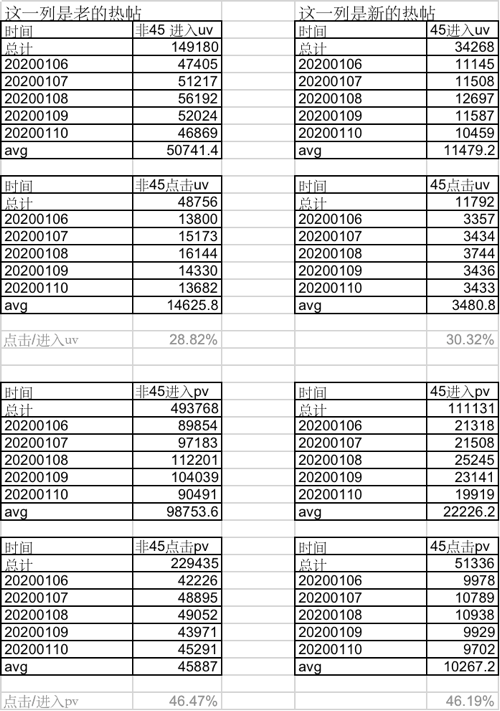 这一列是老的热帖 这一列是新的热帖
时间 非45 进入uv 时间 45进入uv
总计 149180 总计 34268
20200106 47405 20200106 11145
20200107 51217 20200107 11508
20200108 56192 20200108 12697
20200109 52024 20200109 11587
20200110 46869 20200110 10459
avg 50741.4 avg 11479.2
时间 非45点击uv 时间 45点击uv
总计 48756 总计 11792
20200106 13800 20200106 3357
20200107 15173 20200107 3434
20200108 16144 20200108 3744
20200109 14330 20200109 3436
20200110 13682 20200110 3433
avg 14625.8 avg 3480.8
点击/进入uv 28.82% 30.32%
时间 非45进入pv 时间 45进入pv
总计 493768 总计 111131
20200106 89854 20200106 21318
20200107 97183 20200107 21508
20200108 112201 20200108 25245
20200109 104039 20200109 23141
20200110 90491 20200110 19919
avg 98753.6 avg 22226.2
时间 非45点击pv 时间 45点击pv
总计 229435 总计 51336
20200106 42226 20200106 9978
20200107 48895 20200107 10789
20200108 49052 20200108 10938
20200109 43971 20200109 9929
20200110 45291 20200110 9702
avg 45887 avg 10267.2
点击/进入pv 46.47% 46.19%